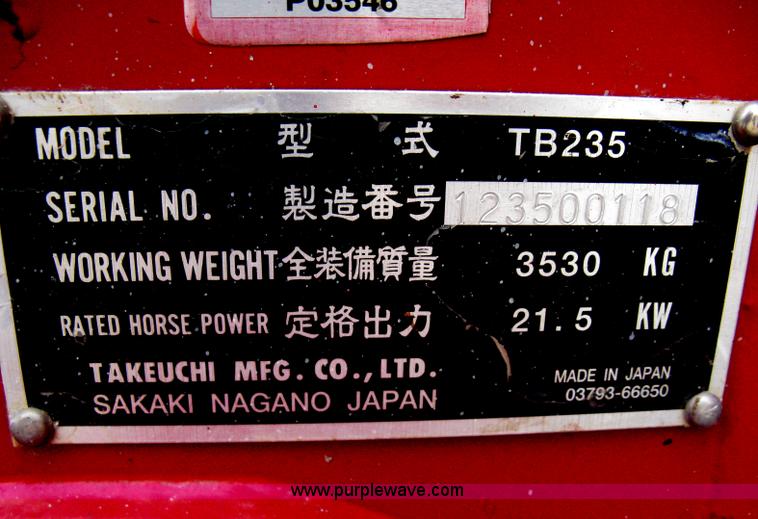 P03546
MODEL 型 式 TB235
SERIAL NO. 製造番号 123500118
WORKING WEIGHT 全装備質量 3530 KG
RATED HORSE POWER 定格出力 21.5 KW
TAKEUCHI MFG. CO., LTD.
SAKAKI NAGANO JAPAN
MADE IN JAPAN
03793-66650
www.purplewave.com